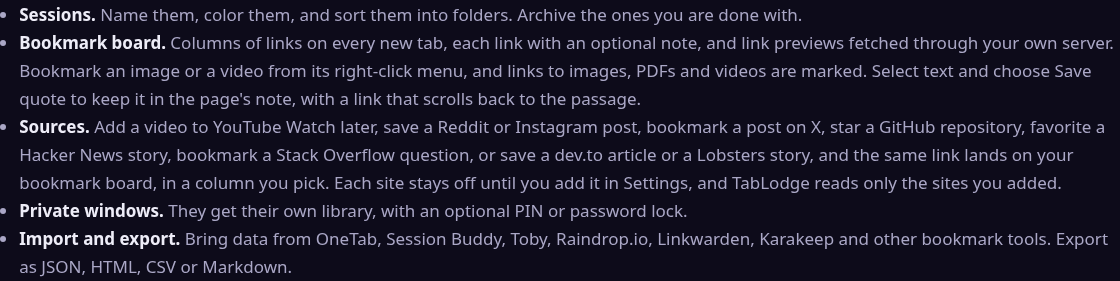 • Sessions. Name them, color them, and sort them into folders. Archive the ones you are done with.
• Bookmark board. Columns of links on every new tab, each link with an optional note, and link previews fetched through your own server.
Bookmark an image or a video from its right-click menu, and links to images, PDFs and videos are marked. Select text and choose Save
quote to keep it in the page's note, with a link that scrolls back to the passage.
• Sources. Add a video to YouTube Watch later, save a Reddit or Instagram post, bookmark a post on X, star a GitHub repository, favorite a
Hacker News story, bookmark a Stack Overflow question, or save a dev.to article or a Lobsters story, and the same link lands on your
bookmark board, in a column you pick. Each site stays off until you add it in Settings, and TabLodge reads only the sites you added.
• Private windows. They get their own library, with an optional PIN or password lock.
• Import and export. Bring data from OneTab, Session Buddy, Toby, Raindrop.io, Linkwarden, Karakeep and other bookmark tools. Export
as JSON, HTML, CSV or Markdown.